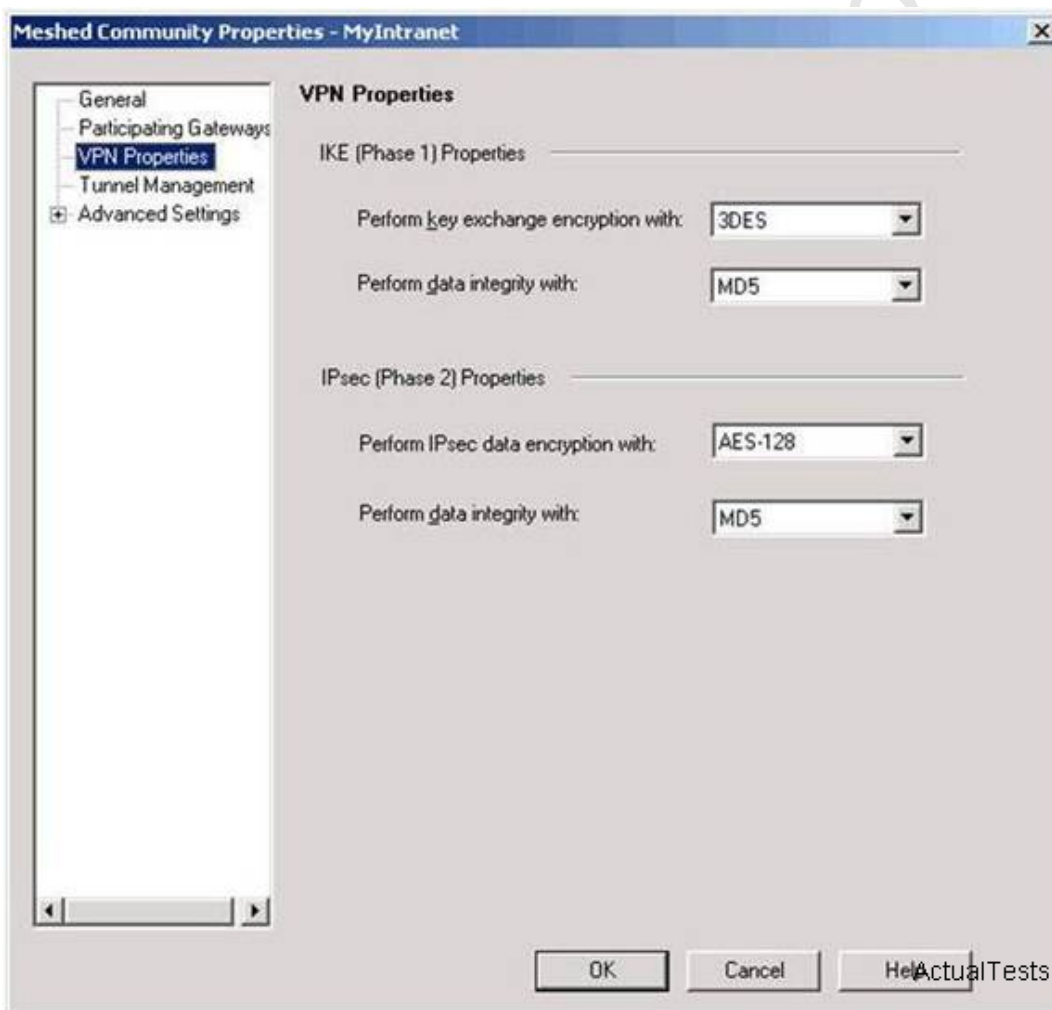 Meshed Community Properties - MyIntranet
General
Participating Gateways
VPN Properties
Tunnel Management
Advanced Settings
VPN Properties
IKE (Phase 1) Properties
Perform key exchange encryption with: 3DES
Perform data integrity with: MD5
IPsec (Phase 2) Properties
Perform IPsec data encryption with: AES-128
Perform data integrity with: MD5
OK Cancel Help
ActualTests